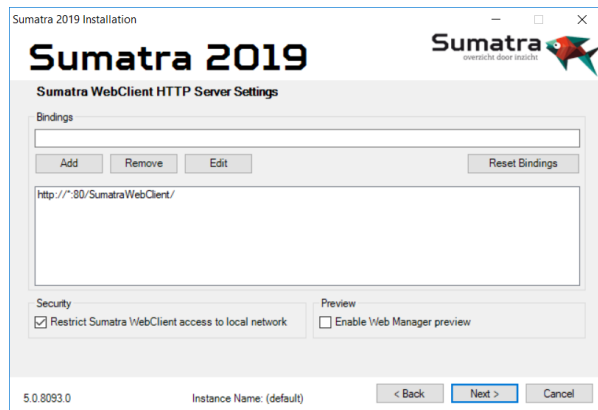 Sumatra 2019 Installation
Sumatra 2019
Sumatra
overzicht door inzicht
Sumatra WebClient HTTP Server Settings
Bindings
Add Remove Edit Reset Bindings
http://*:80/SumatraWebClient/
Security Preview
Restrict Sumatra WebClient access to local network Enable Web Manager preview
5.0.8093.0 Instance Name: (default) < Back Next > Cancel